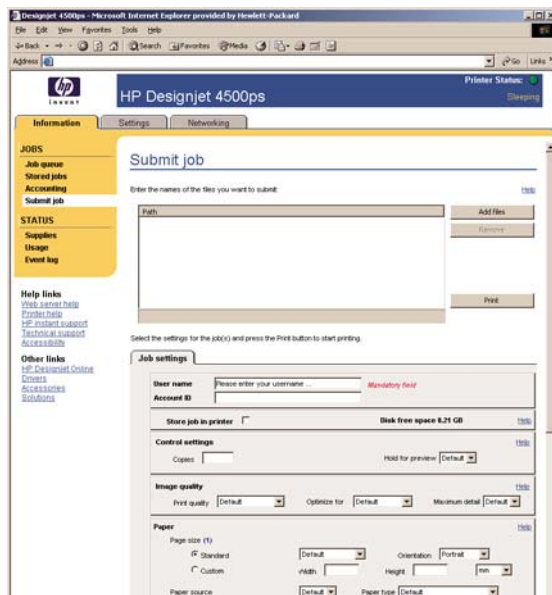 Designjet 4500ps - Microsoft Internet Explorer provided by Hewlett-Packard
File Edit View Favorites Tools Help
Back Search Favorites Media
Address Go Links
hp
invent
HP Designjet 4500ps
Printer Status:
Sleeping
Information Settings Networking
JOBS
Job queue
Stored jobs
Accounting
Submit job
STATUS
Supplies
Usage
Event log
Help links
Web server help
Printer help
HP instant support
Technical support
Accessibility
Other links
HP Designjet Online
Drivers
Accessories
Solutions
Submit job
Enter the names of the files you want to submit: Help
Path
Add files
Remove
Print
Select the settings for the job(s) and press the Print button to start printing.
Job settings
User name Please enter your username ... Mandatory field
Account ID
Store job in printer Disk free space 8.21 GB Help
Control settings Help
Copies Hold for preview Default
Image quality Help
Print quality Default Optimize for Default Maximum detail Default
Paper Help
Page size (1)
Standard Default Orientation Portrait
Custom Width Height mm
Paper source Default Paper type Default